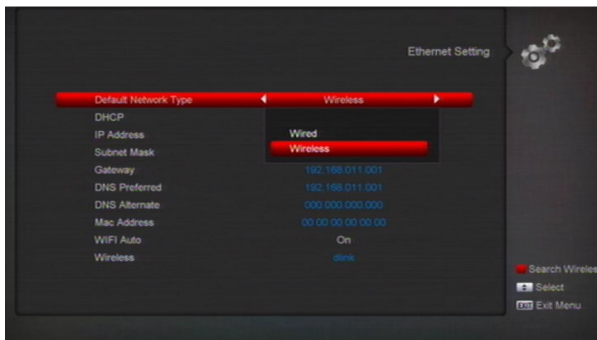 Ethernet Setting
Default Network Type Wireless
DHCP
IP Address Wired
Subnet Mask Wireless
Gateway 192.168.011.001
DNS Preferred 192.168.011.001
DNS Alternate 000.000.000.000
Mac Address 00 00 00 00 00 00
WIFI Auto On
Wireless dlink
Search Wireles
Select
EXIT Exit Menu